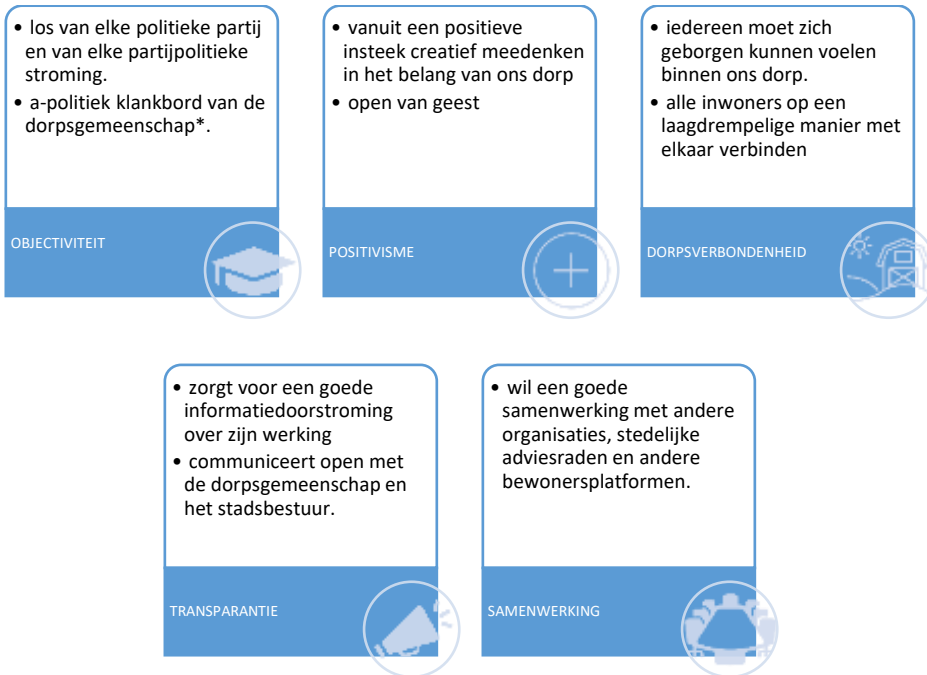 • los van elke politieke partij
en van elke partijpolitieke
stroming.
• a-politiek klankbord van de
dorpsgemeenschap*.
OBJECTIVITEIT
• vanuit een positieve
insteek creatief meedenken
in het belang van ons dorp
• open van geest
POSITIVISME
• iedereen moet zich
geborgen kunnen voelen
binnen ons dorp.
• alle inwoners op een
laagdrempelige manier met
elkaar verbinden
DORPSVERBONDENHEID
• zorgt voor een goede
informatiedoorstroming
over zijn werking
• communiceert open met
de dorpsgemeenschap en
het stadsbestuur.
TRANSPARANTIE
• wil een goede
samenwerking met andere
organisaties, stedelijke
adviesraden en andere
bewonersplatformen.
SAMENWERKING